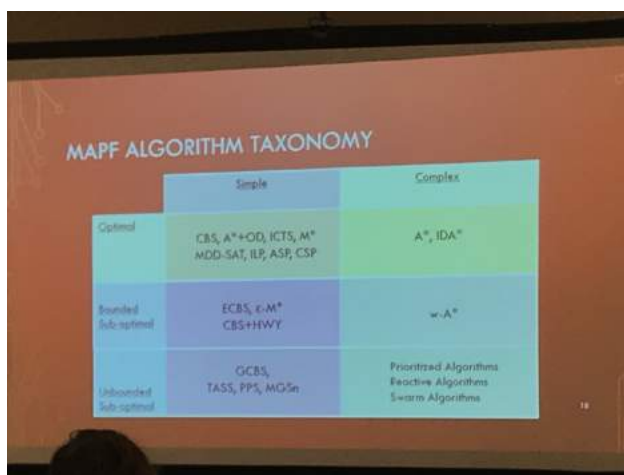 MAPF ALGORITHM TAXONOMY
Simple
Complex
Optimal
CBS, A*+OD, ICTS, M*
MDD-SAT, ILP, ASP, CSP
A*, IDA*
Bounded
Sub-optimal
ECBS, ε-M*
CBS+HWY
w-A*
Unbounded
Sub-optimal
GCBS,
TASS, PPS, MGSn
Prioritized Algorithms
Reactive Algorithms
Swarm Algorithms
18